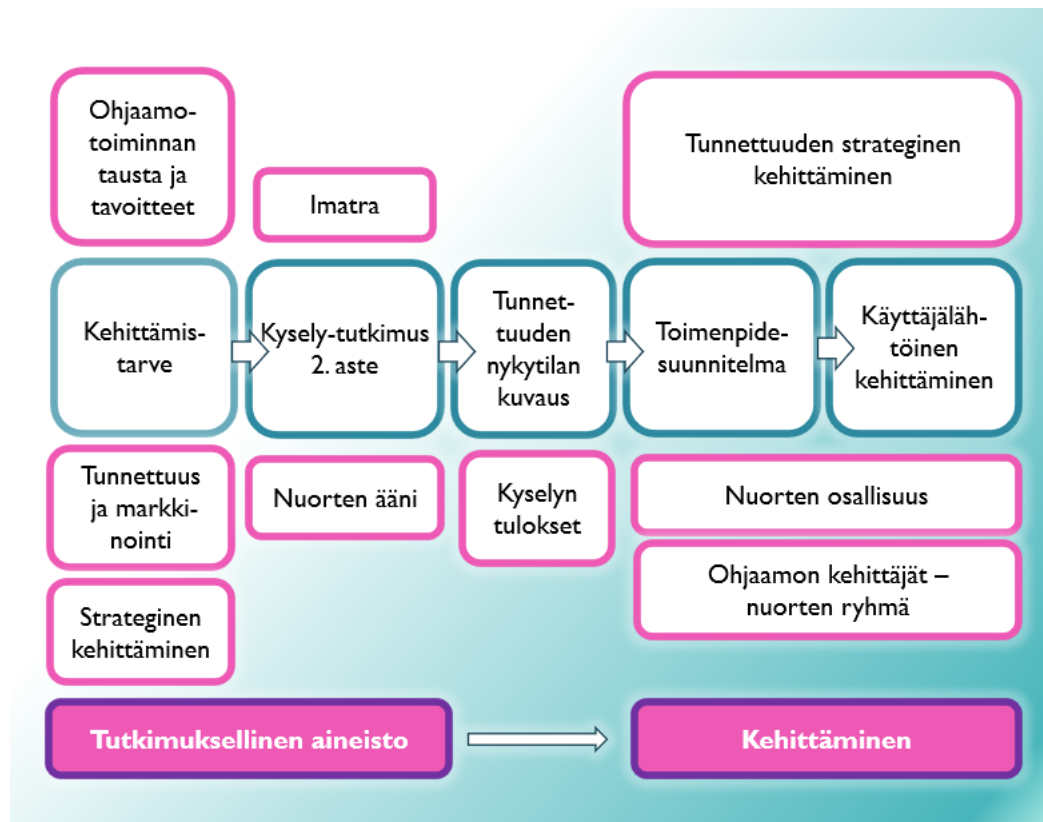 Ohjaamo-
toiminnan
tausta ja
tavoitteet
Imatra
Tunnettuuden strateginen
kehittäminen
Kehittämis-
tarve
Kysely-tutkimus
2. aste
Tunnet-
tuuden
nykytilan
kuvaus
Toimenpide-
suunnitelma
Käyttäjäläh-
töinen
kehittäminen
Tunnettuus
ja markki-
nointi
Nuorten ääni
Kyselyn
tulokset
Nuorten osallisuus
Ohjaamon kehittäjät –
nuorten ryhmä
Strateginen
kehittäminen
Tutkimuksellinen aineisto
Kehittäminen